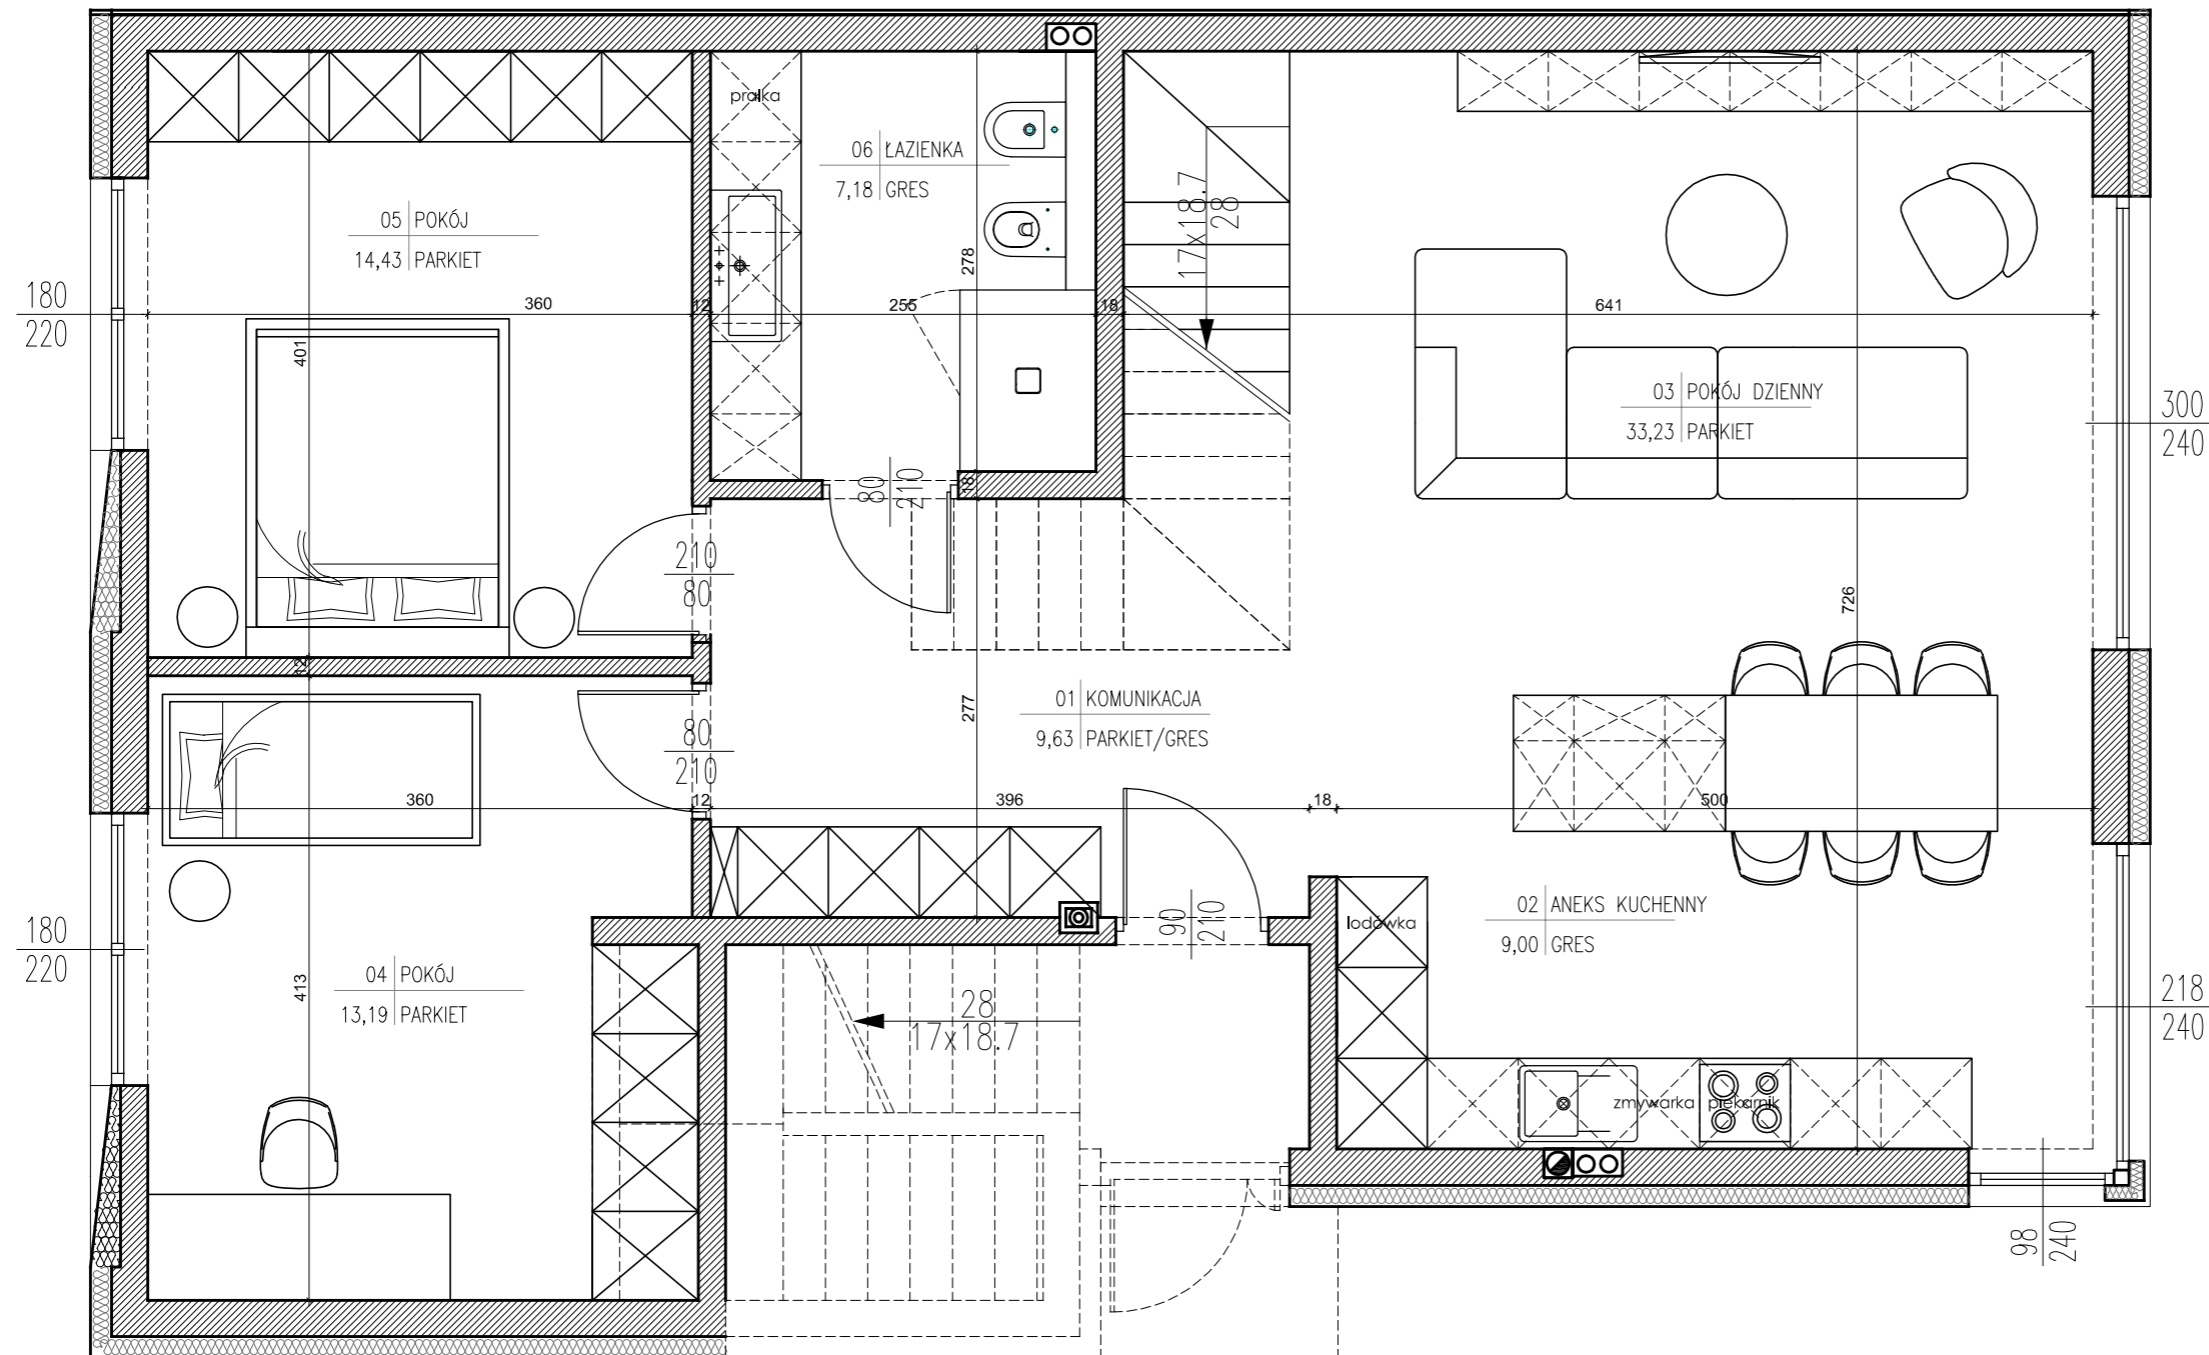 pralka
06 ŁAZIENKA
7,18 GRES
17x18.7
28
05 POKÓJ
14,43 PARKIET
278
180
220
360
12
255
18
641
401
03 POKÓJ DZIENNY
33,23 PARKIET
300
240
80
210
18
210
80
726
12
01 KOMUNIKACJA
9,63 PARKIET/GRES
277
80
210
360
12
396
18
500
lodówka
02 ANEKS KUCHENNY
9,00 GRES
90
210
180
220
04 POKÓJ
13,19 PARKIET
413
28
17x18.7
218
240
zmywarka
piekarnik
98
240